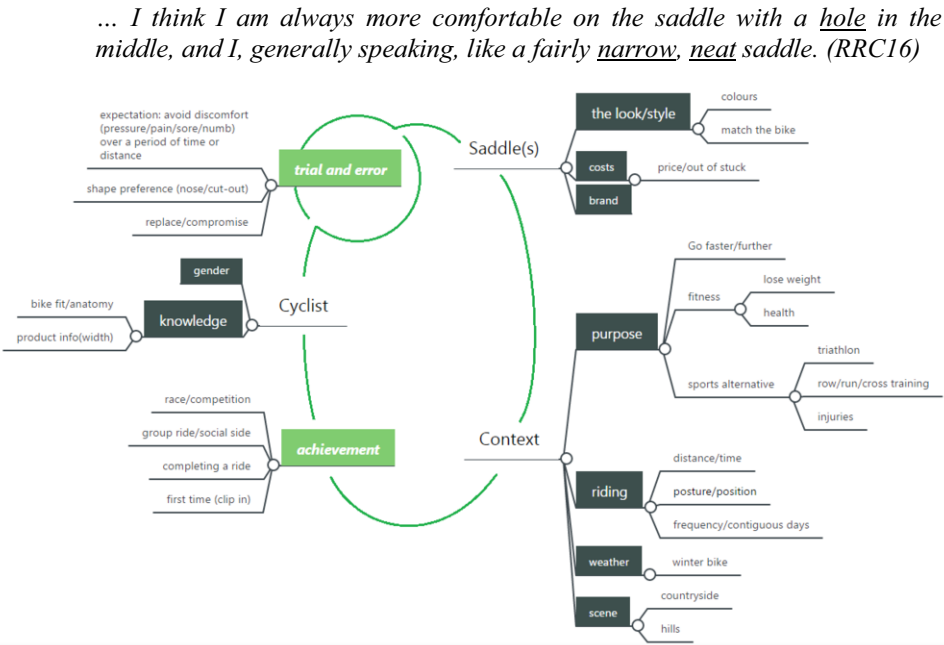 … I think I am always more comfortable on the saddle with a hole in the
middle, and I, generally speaking, like a fairly narrow, neat saddle. (RRC16)
expectation: avoid discomfort
(pressure/pain/sore/numb)
over a period of time or
distance
shape preference (nose/cut-out)
replace/compromise
trial and error
Saddle(s)
the look/style
colours
match the bike
costs
price/out of stuck
brand
gender
knowledge
bike fit/anatomy
product info(width)
Cyclist
race/competition
group ride/social side
completing a ride
first time (clip in)
achievement
Context
purpose
Go faster/further
fitness
lose weight
health
sports alternative
triathlon
row/run/cross training
injuries
riding
distance/time
posture/position
frequency/contiguous days
weather
winter bike
scene
countryside
hills